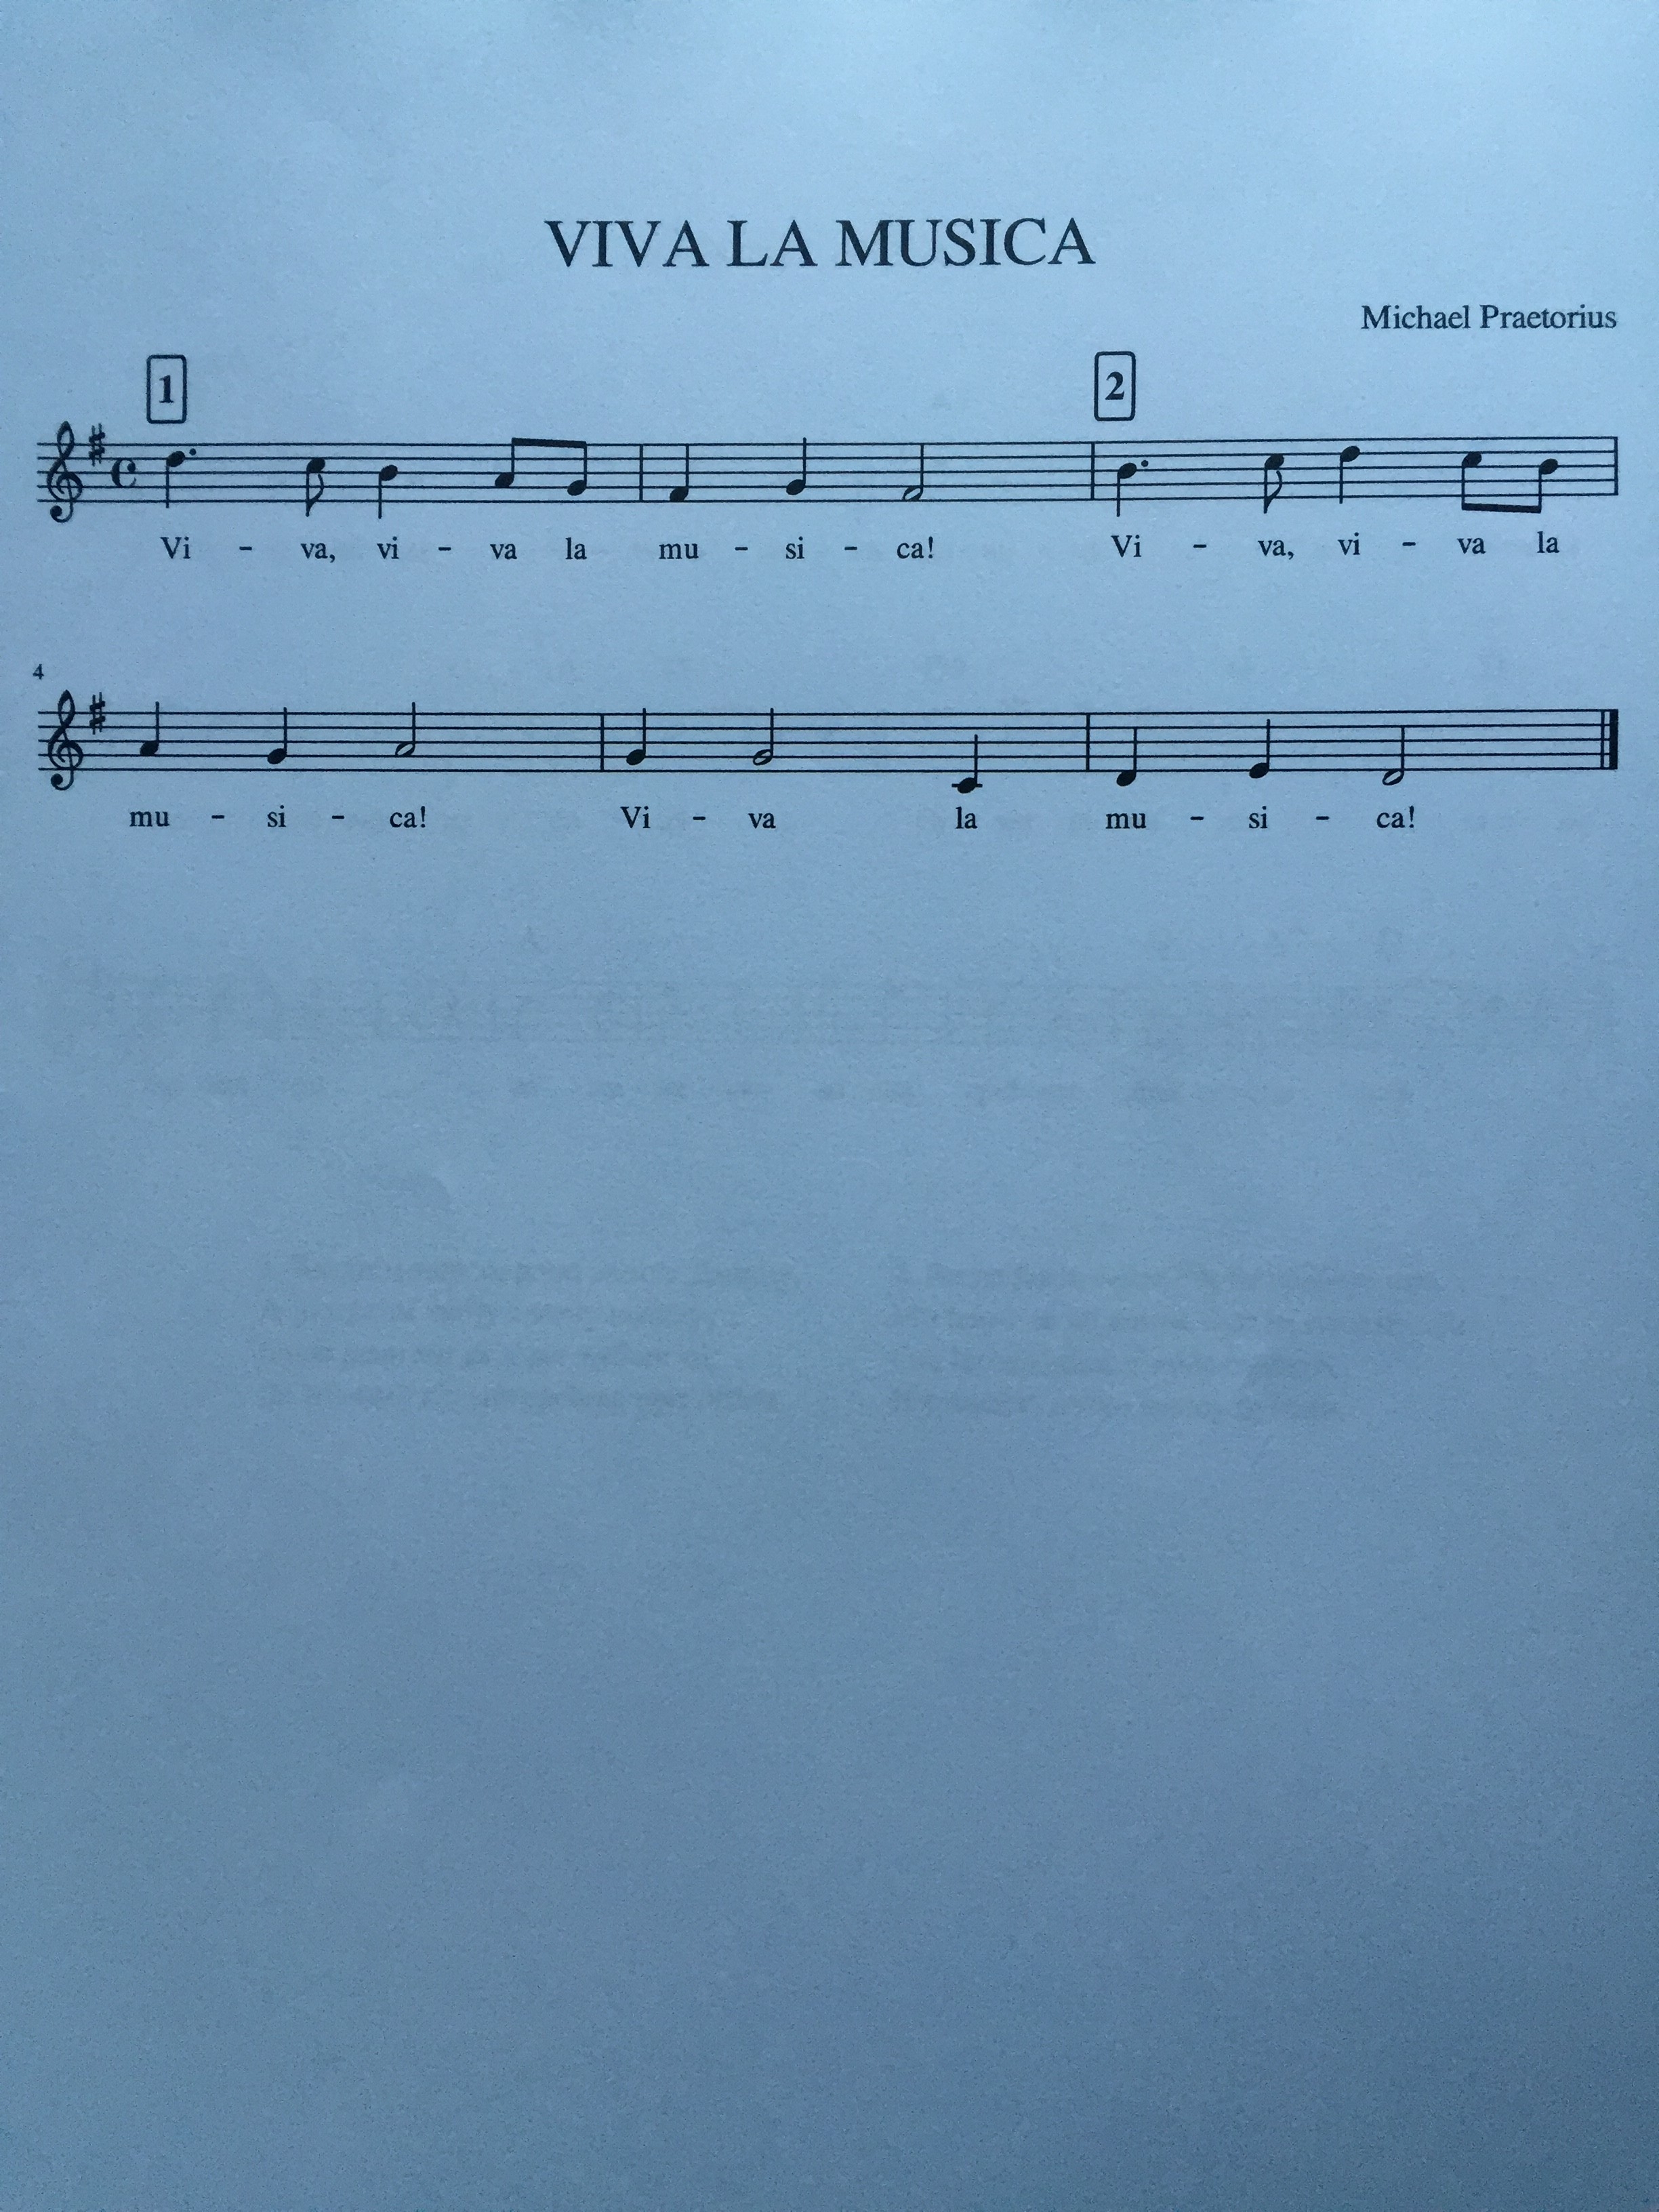 VIVA LA MUSICA
Michael Praetorius
1 2
Vi - va, vi - va la mu - si - ca! Vi - va, vi - va la
4
mu - si - ca! Vi - va la mu - si - ca!